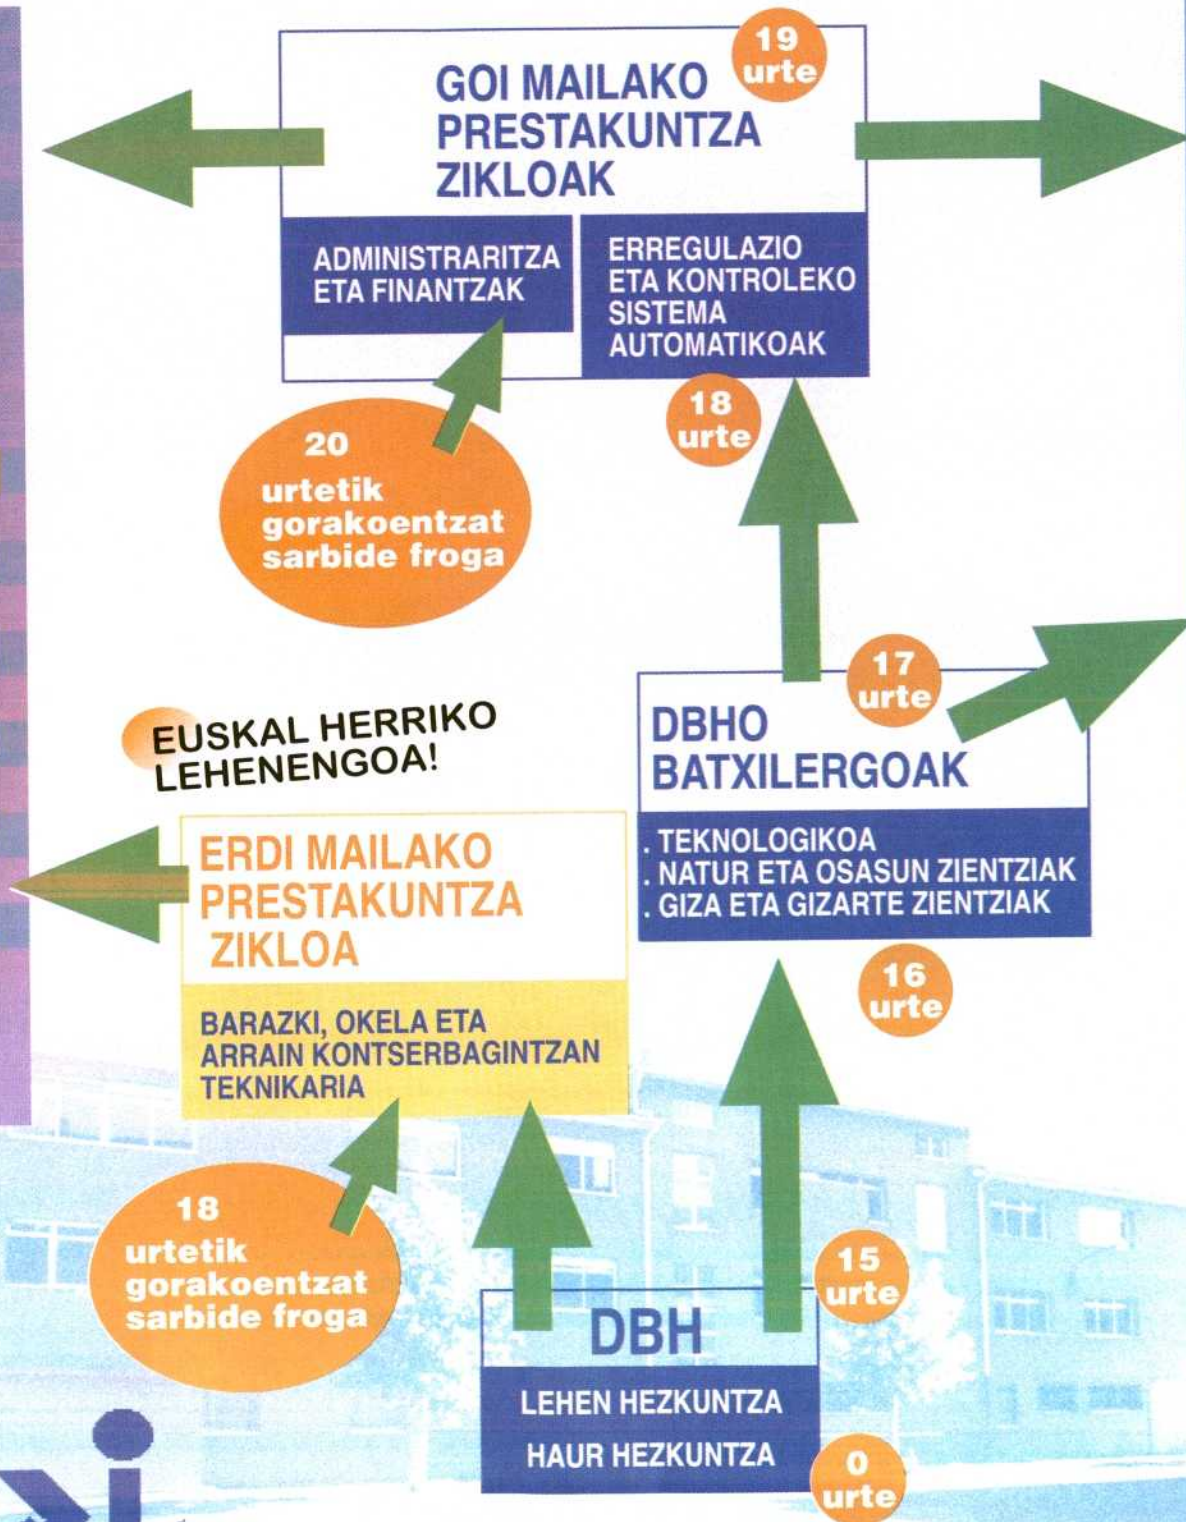 19
urte
GOI MAILAKO
PRESTAKUNTZA
ZIKLOAK
ADMINISTRARITZA
ETA FINANTZAK
ERREGULAZIO
ETA KONTROLEKO
SISTEMA
AUTOMATIKOAK
18
urte
20
urtetik
gorakoentzat
sarbide froga
17
urte
DBHO
BATXILERGOAK
. TEKNOLOGIKOA
. NATUR ETA OSASUN ZIENTZIAK
. GIZA ETA GIZARTE ZIENTZIAK
16
urte
EUSKAL HERRIKO
LEHENENGOA!
ERDI MAILAKO
PRESTAKUNTZA
ZIKLOA
BARAZKI, OKELA ETA
ARRAIN KONTSERBAGINTZAN
TEKNIKARIA
18
urtetik
gorakoentzat
sarbide froga
15
urte
DBH
LEHEN HEZKUNTZA
HAUR HEZKUNTZA
0
urte